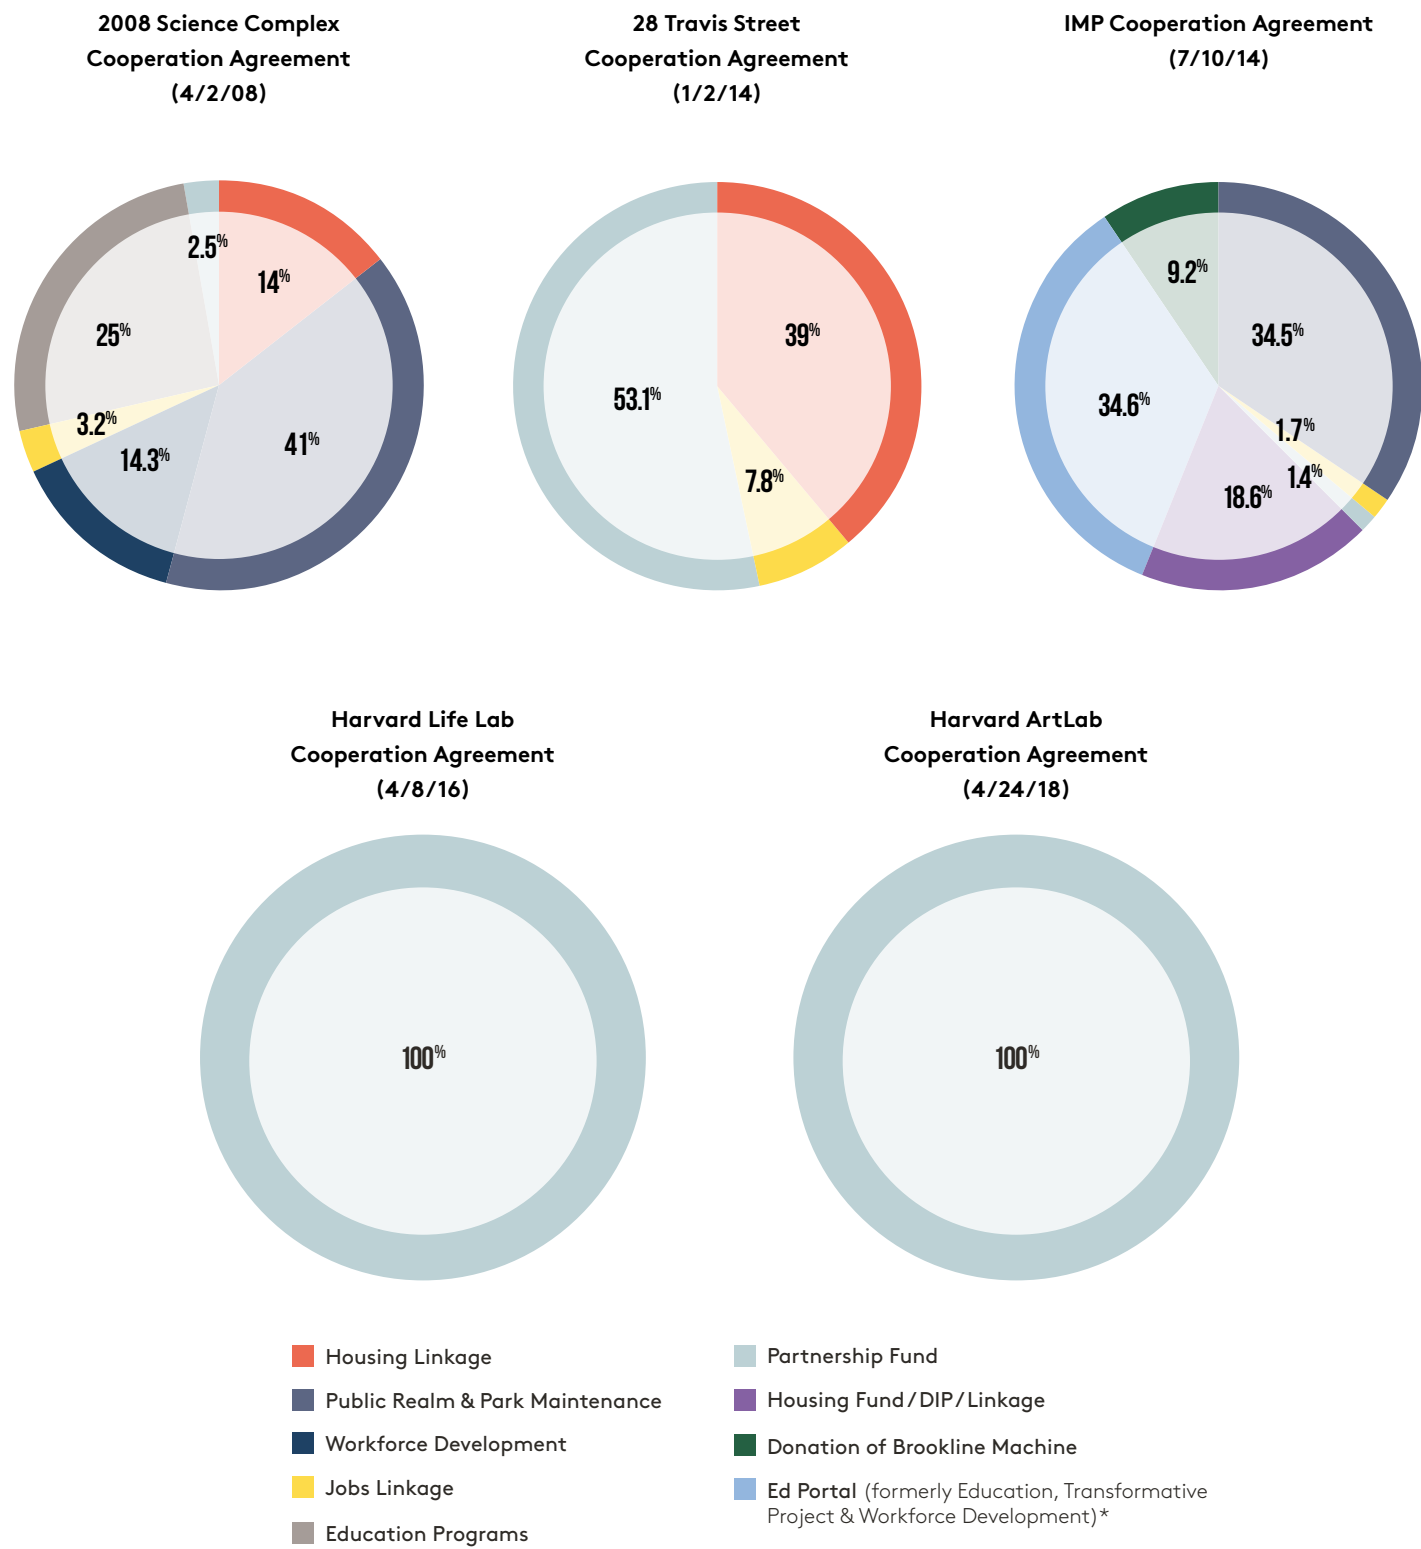 2008 Science Complex
Cooperation Agreement
(4/2/08)
28 Travis Street
Cooperation Agreement
(1/2/14)
IMP Cooperation Agreement
(7/10/14)
2.5%
14%
25%
3.2%
14.3%
41%
39%
53.1%
7.8%
9.2%
34.5%
34.6%
1.7%
1.4%
18.6%
Harvard Life Lab
Cooperation Agreement
(4/8/16)
Harvard ArtLab
Cooperation Agreement
(4/24/18)
100%
100%
Housing Linkage
Public Realm & Park Maintenance
Workforce Development
Jobs Linkage
Education Programs
Partnership Fund
Housing Fund/DIP/Linkage
Donation of Brookline Machine
Ed Portal (formerly Education, Transformative
Project & Workforce Development)*